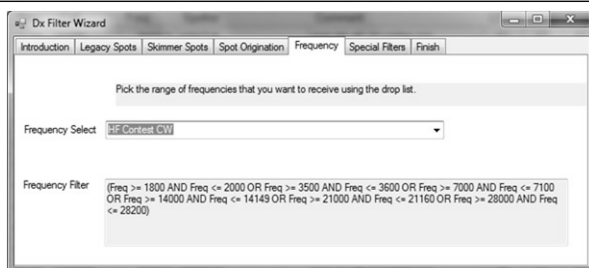 Dx Filter Wizard
Introduction Legacy Spots Skimmer Spots Spot Origination Frequency Special Filters Finish
Pick the range of frequencies that you want to receive using the drop list.
Frequency Select HF Contest CW
Frequency Filter (Freq >= 1800 AND Freq <= 2000 OR Freq >= 3500 AND Freq <= 3600 OR Freq >= 7000 AND Freq <= 7100
OR Freq >= 14000 AND Freq <= 14149 OR Freq >= 21000 AND Freq <= 21160 OR Freq >= 28000 AND Freq
<= 28200)